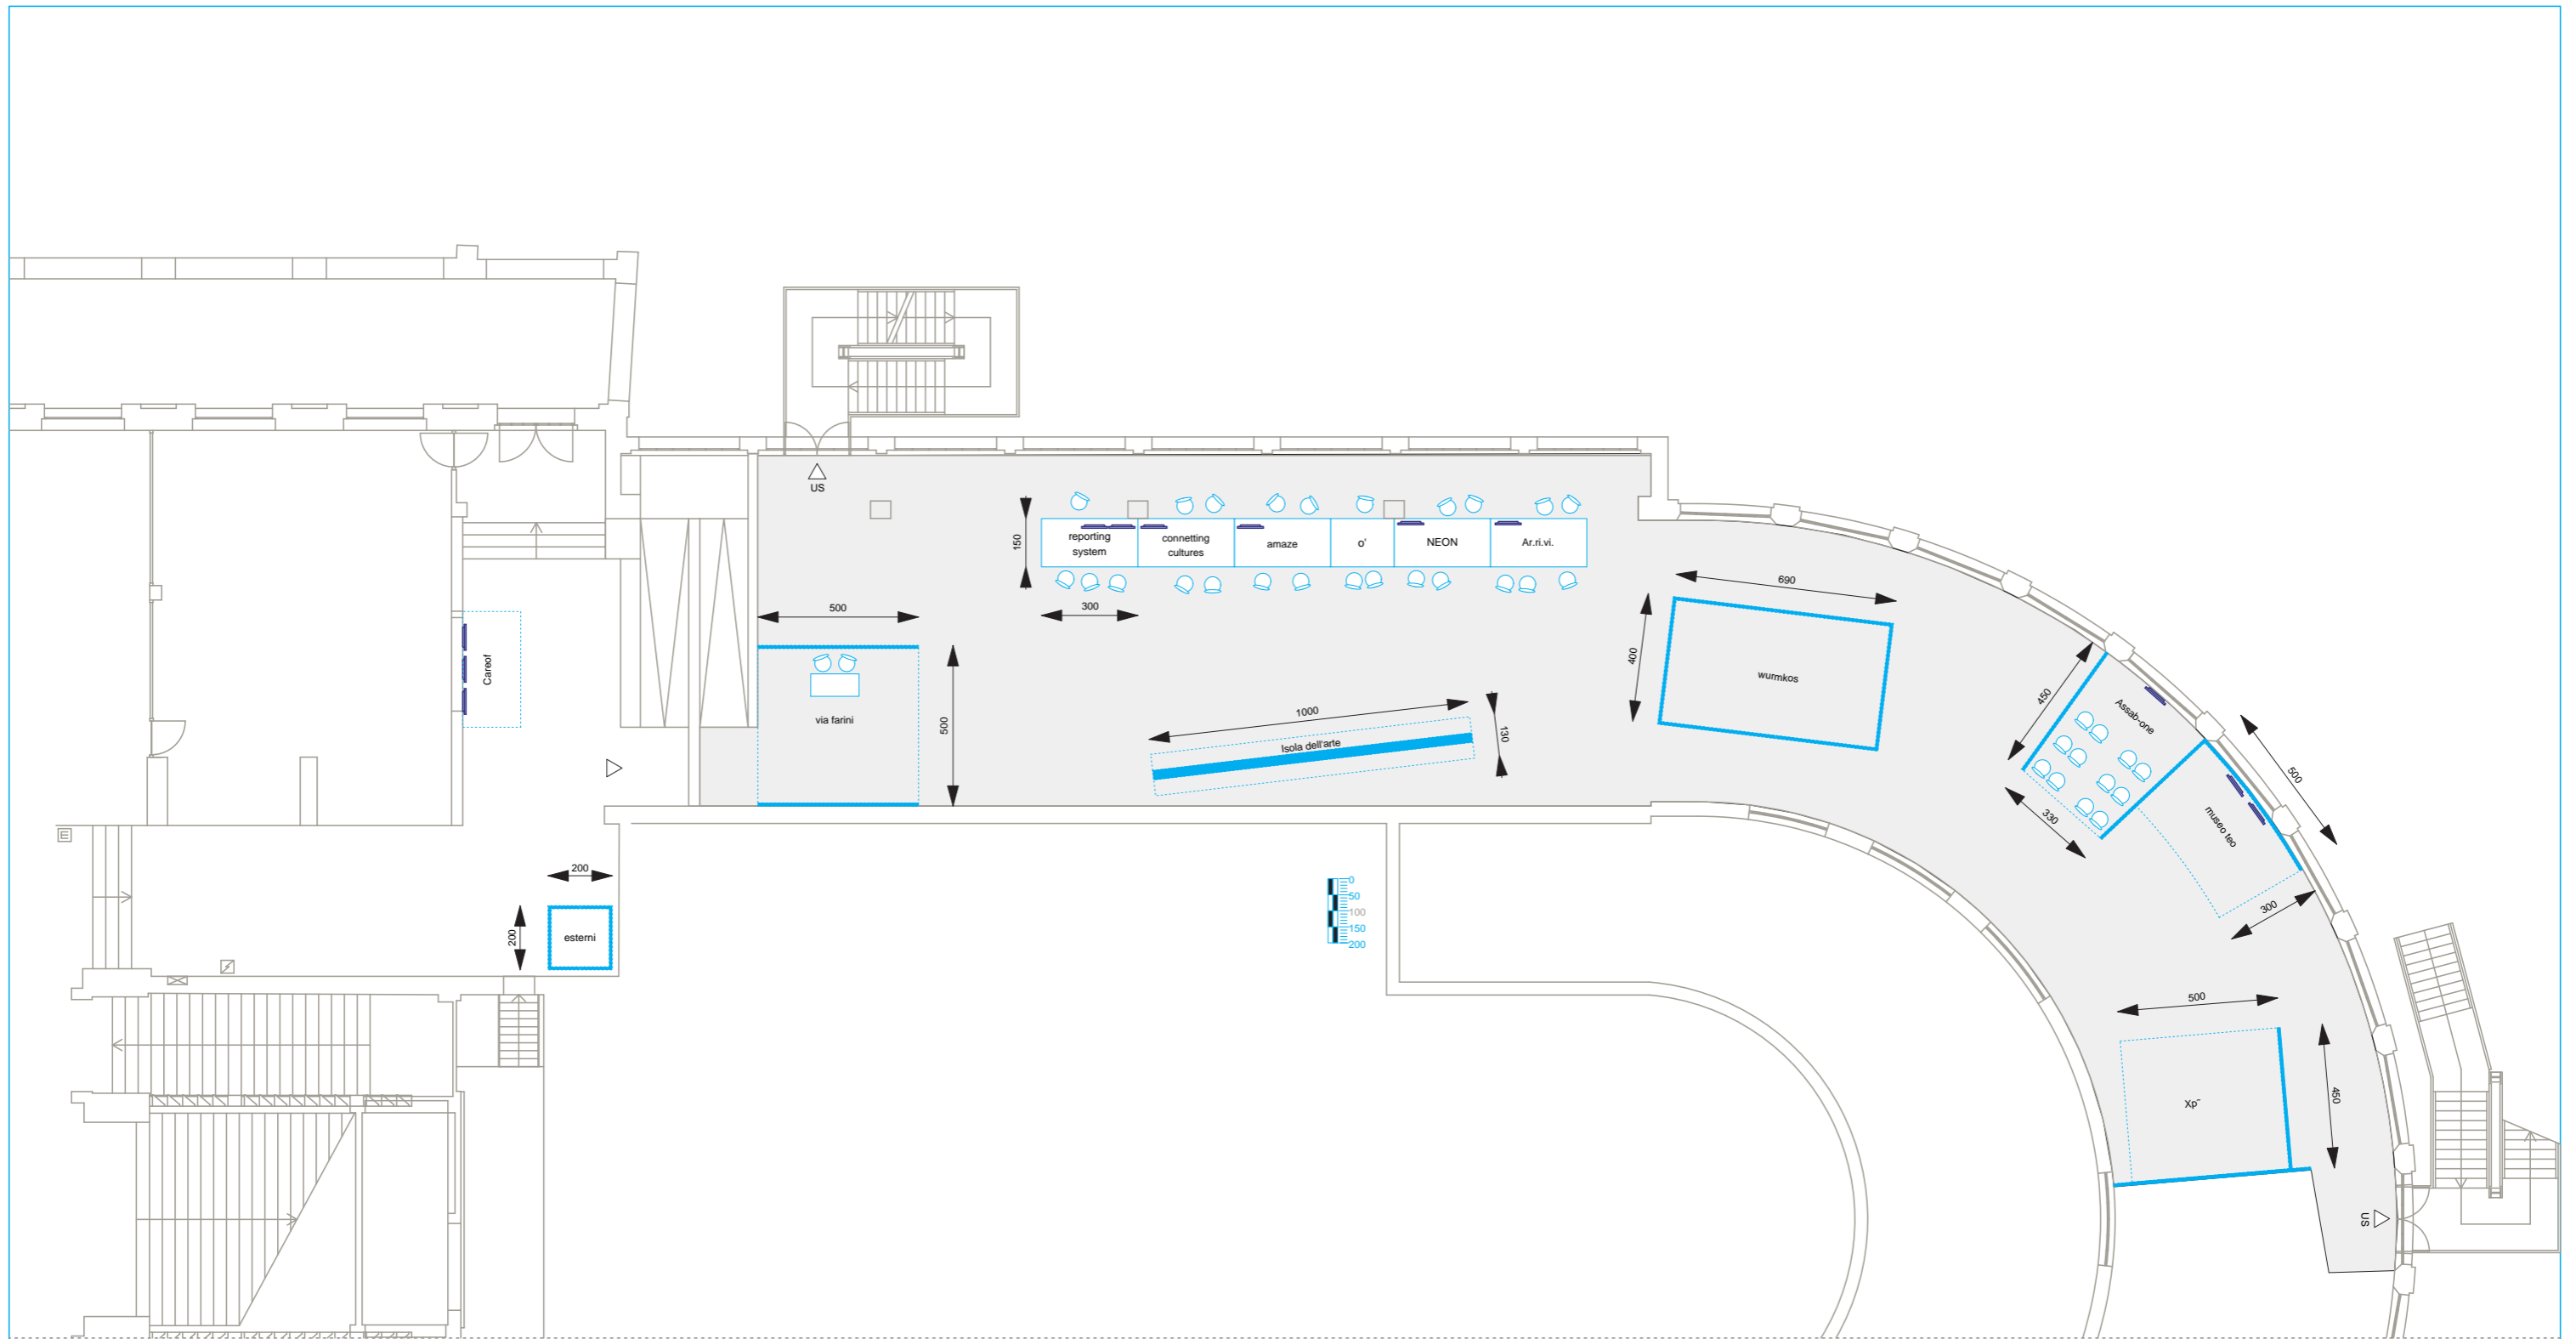 US
reporting
system
connetting
cultures
amaze
o'
NEON
Ar.ri.vi.
150
300
690
400
wurmkos
500
500
via farini
Careof
1000
130
Isola dell'arte
450
Assab-one
330
500
museo teo
300
200
200
esterni
0
50
100
150
200
500
450
Xp"
US
E